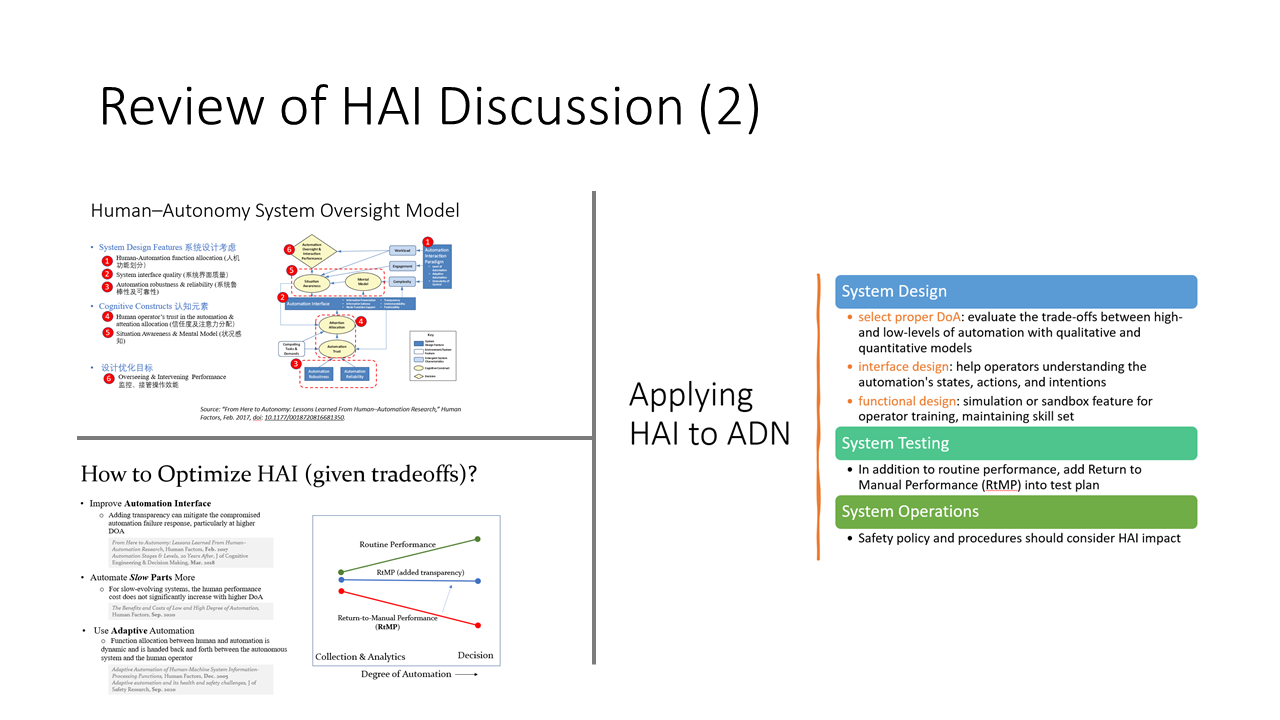 Review of HAI Discussion (2)
Human–Autonomy System Oversight Model
• System Design Features 系统设计考虑
1 Human-Automation function allocation (人机
功能划分)
2 System interface quality (系统界面质量)
3 Automation robustness & reliability (系统鲁
棒性及可靠性)
• Cognitive Constructs 认知元素
4 Human operator's trust in the automation &
attention allocation (信任度及注意力分配)
5 Situation Awareness & Mental Model (状况感
知)
• 设计优化目标
6 Overseeing & Intervening Performance
监控、接管操作效能
6
Automation
Oversight &
Interaction
Performance
Workload
Engagement
Complexity
1
Automation
Interaction
Paradigm
5
Situation
Awareness
Mental
Model
2
Automation Interface
4
Attention
Allocation
Competing
Tasks &
Demands
Automation
Trust
3
Automation
Robustness
Automation
Reliability
Key
Source: "From Here to Autonomy: Lessons Learned From Human–Automation Research," Human
Factors, Feb. 2017, doi: 10.1177/0018720816681350.
How to Optimize HAI (given tradeoffs)?
• Improve Automation Interface
o Adding transparency can mitigate the compromised
automation failure response, particularly at higher
DOA
From Here to Autonomy: Lessons Learned From Human–
Automation Research, Human Factors, Feb. 2017
Automation Stages & Levels, 20 Years After, J of Cognitive
Engineering & Decision Making, Mar. 2018
• Automate Slow Parts More
o For slow-evolving systems, the human performance
cost does not significantly increase with higher DoA
The Benefits and Costs of Low and High Degree of Automation,
Human Factors, Sep. 2020
• Use Adaptive Automation
o Function allocation between human and automation is
dynamic and is handed back and forth between the autonomous
system and the human operator
Adaptive Automation of Human-Machine System Information-
Processing Functions, Human Factors, Dec. 2005
Adaptive automation and its health and safety challenges, J of
Safety Research, Sep. 2020
Routine Performance
RtMP (added transparency)
Return-to-Manual Performance
(RtMP)
Collection & Analytics
Decision
Degree of Automation
Applying
HAI to ADN
System Design
• select proper DoA: evaluate the trade-offs between high-
and low-levels of automation with qualitative and
quantitative models
• interface design: help operators understanding the
automation's states, actions, and intentions
• functional design: simulation or sandbox feature for
operator training, maintaining skill set
System Testing
• In addition to routine performance, add Return to
Manual Performance (RtMP) into test plan
System Operations
• Safety policy and procedures should consider HAI impact